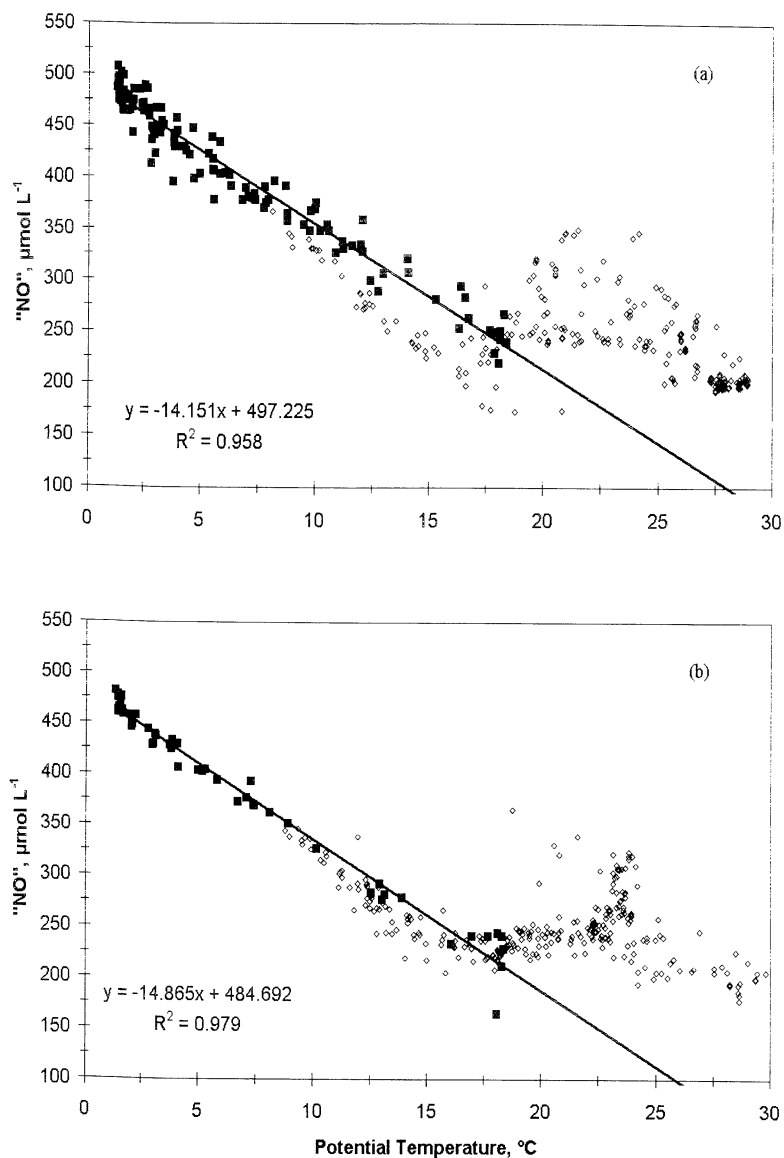 550
500
450
400
350
300
250
200
150
100
"NO", µmol L⁻¹
(a)
y = -14.151x + 497.225
R² = 0.958
0 5 10 15 20 25 30
550
500
450
400
350
300
250
200
150
100
"NO", µmol L⁻¹
(b)
y = -14.865x + 484.692
R² = 0.979
0 5 10 15 20 25 30
Potential Temperature, °C